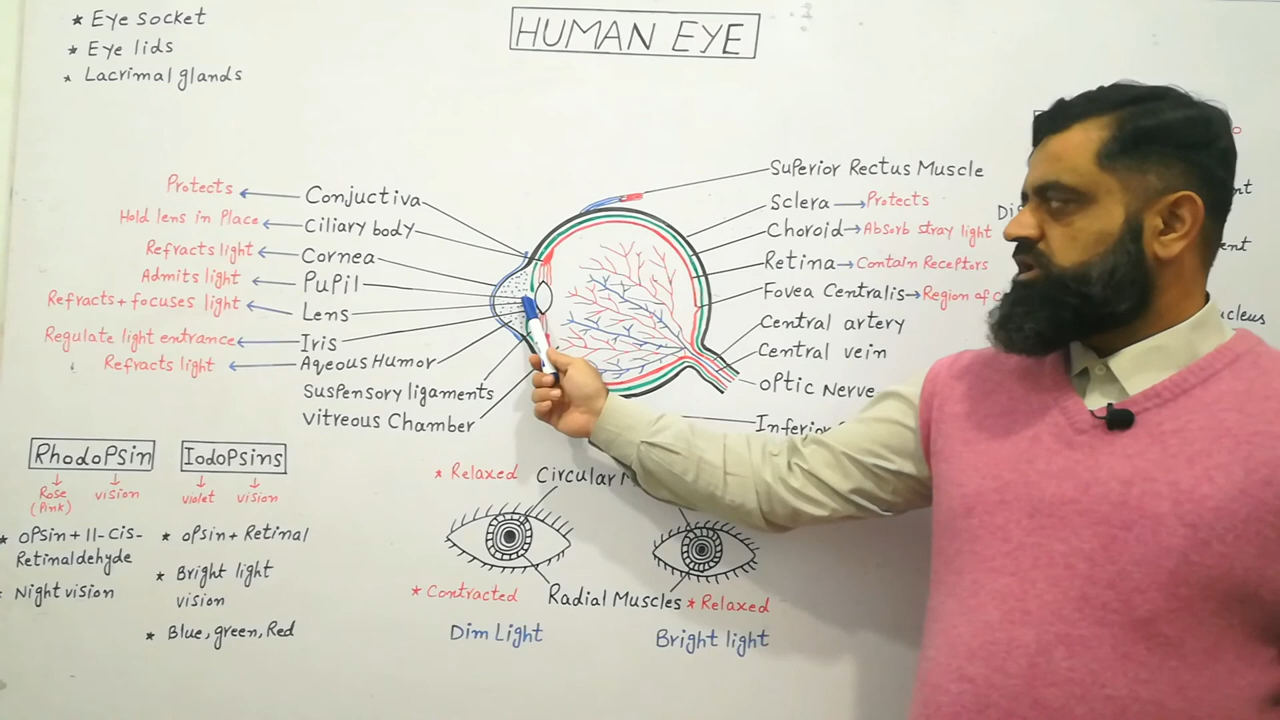 * Eye socket
* Eye lids
* Lacrimal glands
HUMAN EYE
Protects ← Conjuctiva
Hold lens in Place ← Ciliary body
Refracts light ← Cornea
Admits light ← Pupil
Refracts + focuses light ← Lens
Regulate light entrance ← Iris
Refracts light ← Aqeous Humor
Suspensory ligaments
Vitreous Chamber
Superior Rectus Muscle
Sclera → Protects
Choroid → Absorb stray light
Retina → Contain Receptors
Fovea Centralis → Region of
Central artery
Central vein
optic Nerve
RhodoPsin
Rose (Pink) vision
* opsin + 11-cis-
Retinaldehyde
Night vision
IodoPsins
violet vision
* opsin + Retinal
* Bright light
vision
* Blue, green, Red
* Relaxed Circular
* Contracted Radial Muscles * Relaxed
Dim Light Bright light